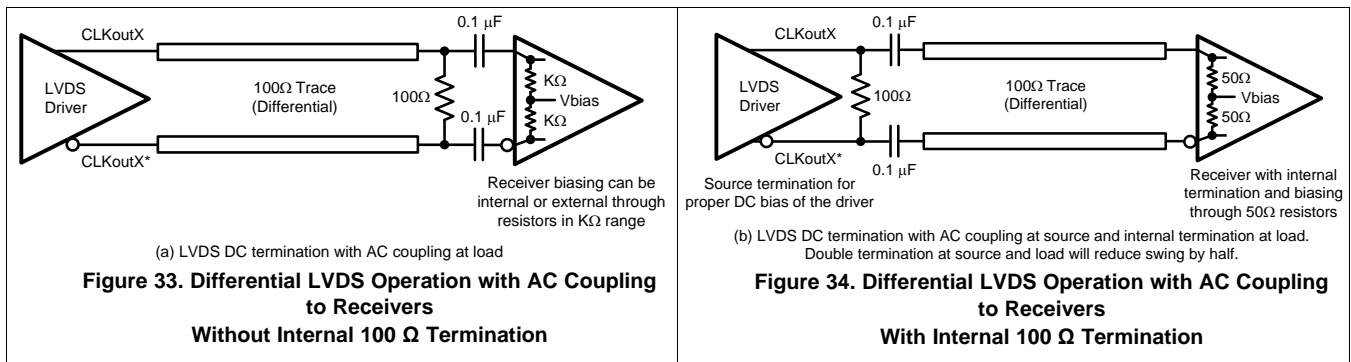 CLKoutX
0.1 µF
LVDS
Driver
100Ω Trace
(Differential)
100Ω
KΩ
Vbias
KΩ
0.1 µF
CLKoutX*
Receiver biasing can be
internal or external through
resistors in KΩ range
(a) LVDS DC termination with AC coupling at load
Figure 33. Differential LVDS Operation with AC Coupling
to Receivers
Without Internal 100 Ω Termination
CLKoutX
0.1 µF
LVDS
Driver
100Ω
100Ω Trace
(Differential)
50Ω
Vbias
50Ω
CLKoutX*
0.1 µF
Source termination for
proper DC bias of the driver
Receiver with internal
termination and biasing
through 50Ω resistors
(b) LVDS DC termination with AC coupling at source and internal termination at load.
Double termination at source and load will reduce swing by half.
Figure 34. Differential LVDS Operation with AC Coupling
to Receivers
With Internal 100 Ω Termination